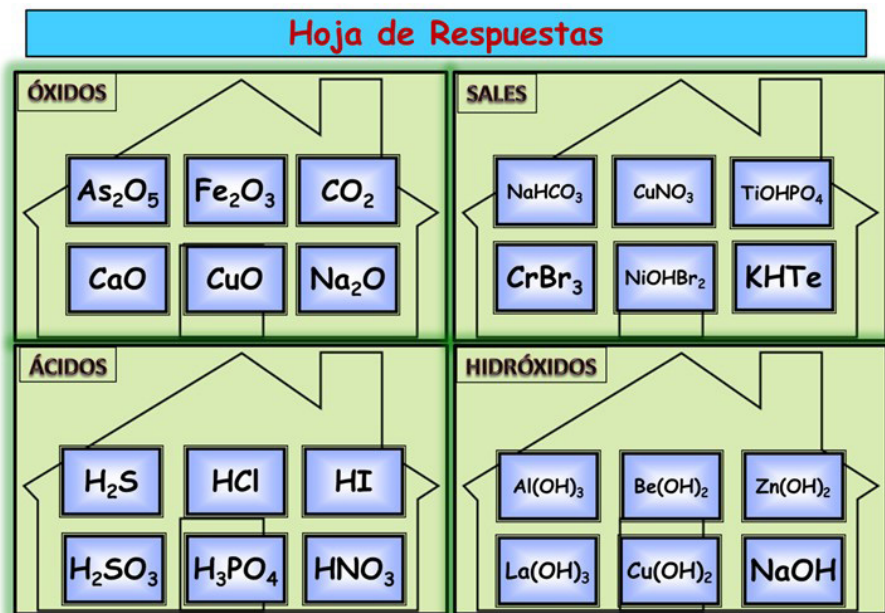 Hoja de Respuestas
ÓXIDOS
As₂O₅ Fe₂O₃ CO₂
CaO CuO Na₂O
SALES
NaHCO₃ CuNO₃ TiOHPO₄
CrBr₃ NiOHBr₂ KHTe
ÁCIDOS
H₂S HCl HI
H₂SO₃ H₃PO₄ HNO₃
HIDRÓXIDOS
Al(OH)₃ Be(OH)₂ Zn(OH)₂
La(OH)₃ Cu(OH)₂ NaOH